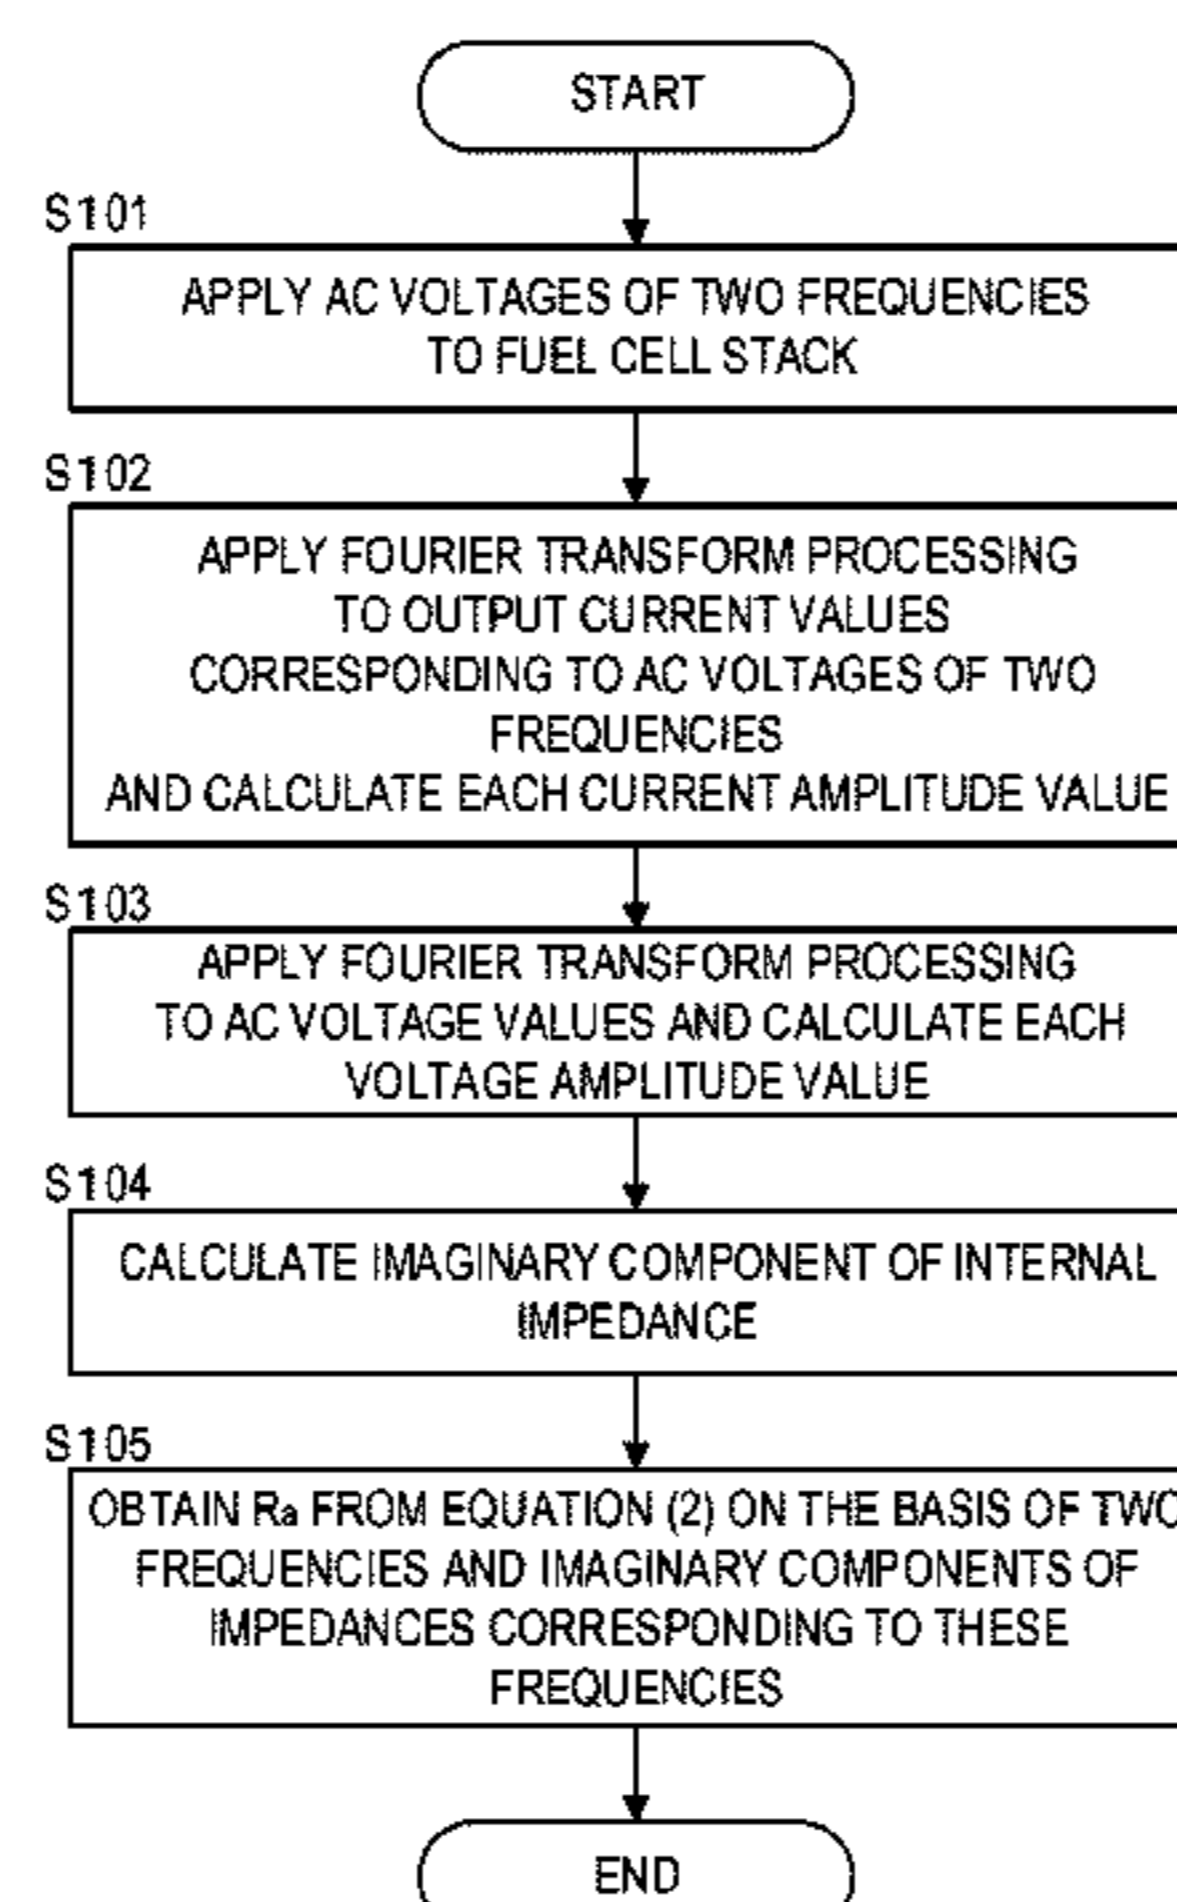 START
S101
APPLY AC VOLTAGES OF TWO FREQUENCIES
TO FUEL CELL STACK
S102
APPLY FOURIER TRANSFORM PROCESSING
TO OUTPUT CURRENT VALUES
CORRESPONDING TO AC VOLTAGES OF TWO
FREQUENCIES
AND CALCULATE EACH CURRENT AMPLITUDE VALUE
S103
APPLY FOURIER TRANSFORM PROCESSING
TO AC VOLTAGE VALUES AND CALCULATE EACH
VOLTAGE AMPLITUDE VALUE
S104
CALCULATE IMAGINARY COMPONENT OF INTERNAL
IMPEDANCE
S105
OBTAIN Ra FROM EQUATION (2) ON THE BASIS OF TWO
FREQUENCIES AND IMAGINARY COMPONENTS OF
IMPEDANCES CORRESPONDING TO THESE
FREQUENCIES
END